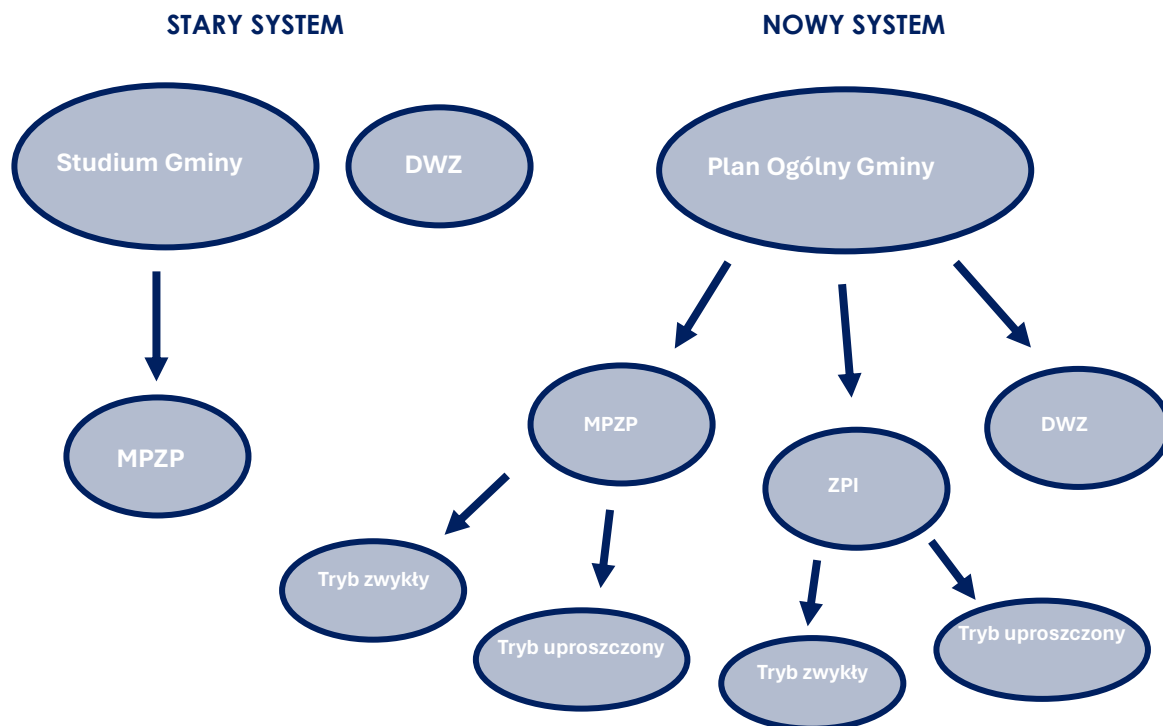 STARY SYSTEM
NOWY SYSTEM
Studium Gminy
DWZ
Plan Ogólny Gminy
MPZP
MPZP
ZPI
DWZ
Tryb zwykły
Tryb uproszczony
Tryb zwykły
Tryb uproszczony